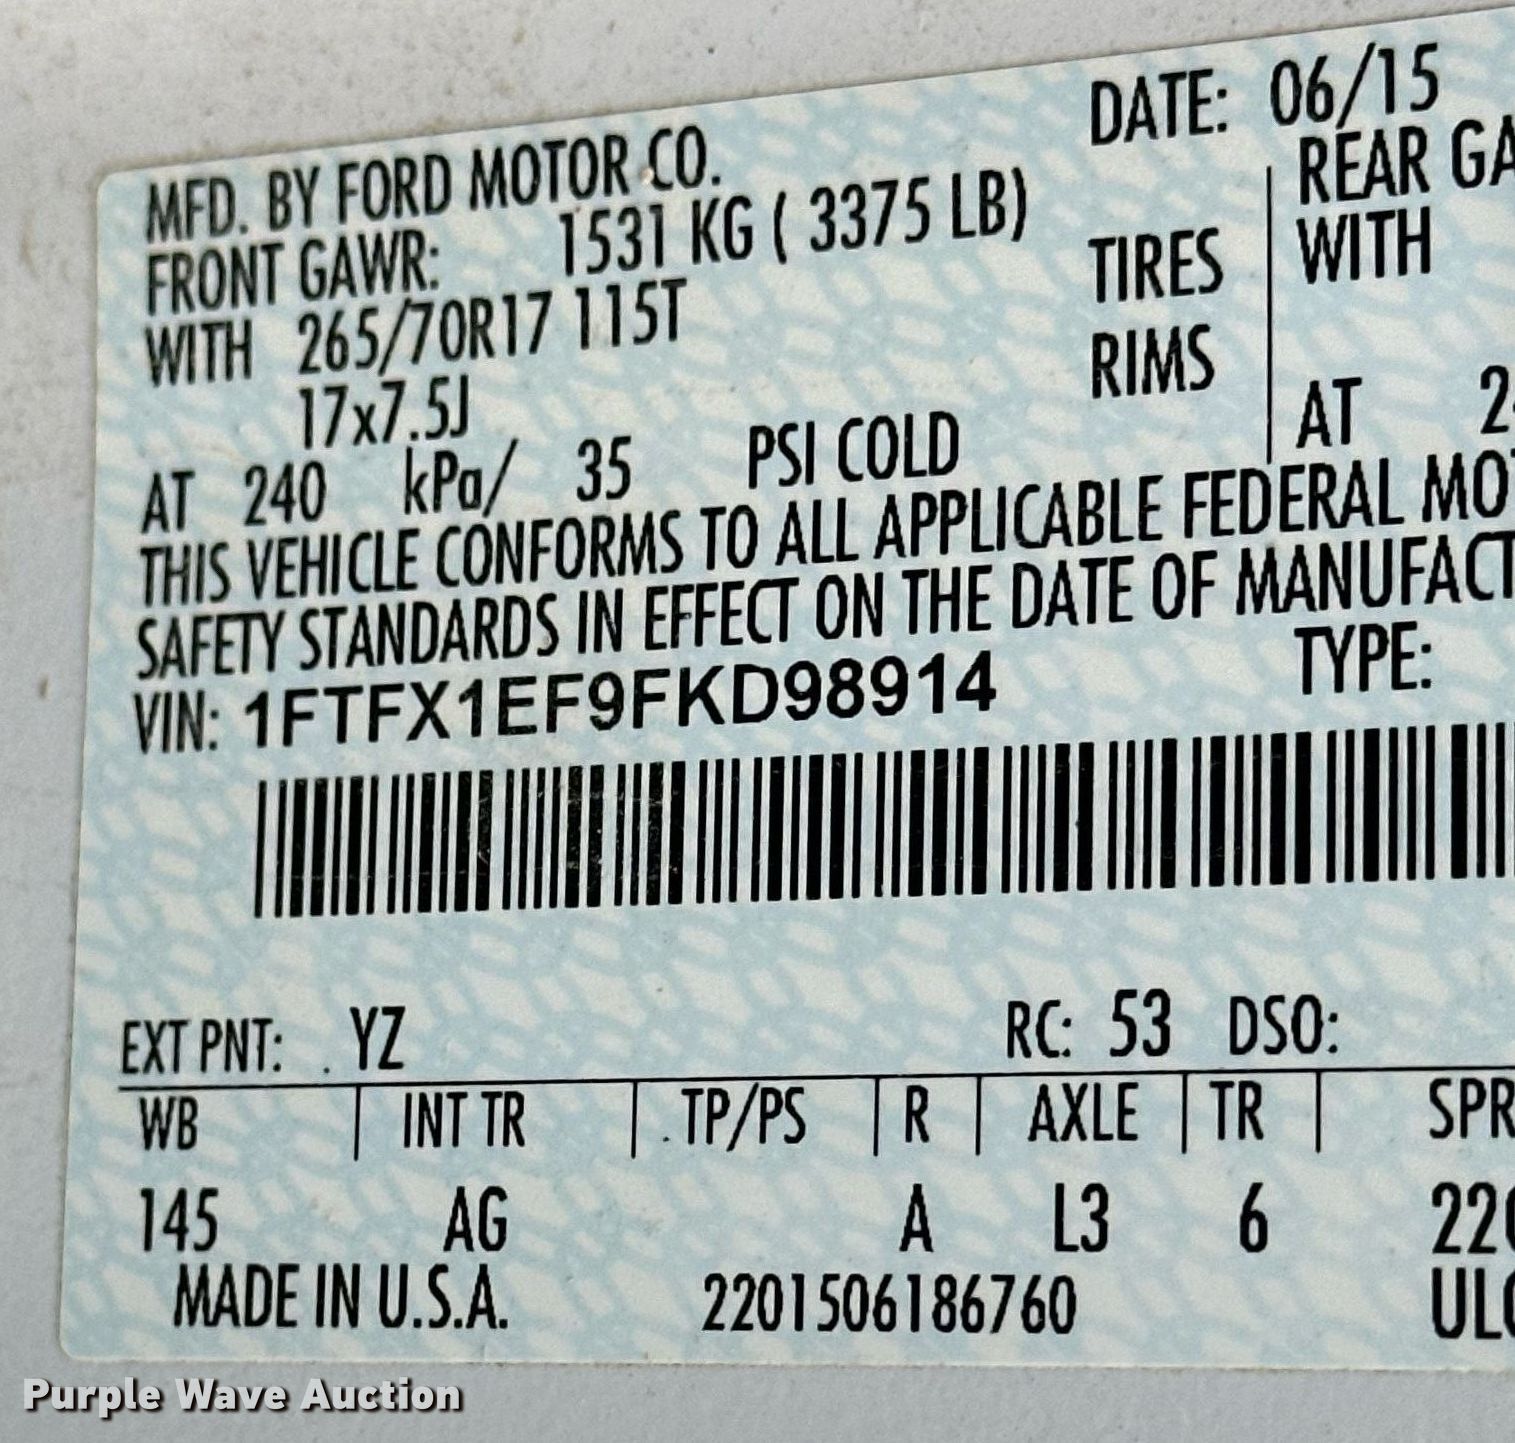 DATE: 06/15
MFD. BY FORD MOTOR CO.
FRONT GAWR: 1531 KG ( 3375 LB)
REAR
WITH 265/70R17 115T TIRES WITH
17x7.5J RIMS
AT 240 kPa/ 35 PSI COLD AT
THIS VEHICLE CONFORMS TO ALL APPLICABLE FEDERAL
SAFETY STANDARDS IN EFFECT ON THE DATE OF
VIN: 1FTFX1EF9FKD98914 TYPE:
EXT PNT: YZ RC: 53 DSO:
WB | INT TR | TP/PS | R | AXLE | TR |
145 AG A L3 6
MADE IN U.S.A. 2201506186760
Purple Wave Auction